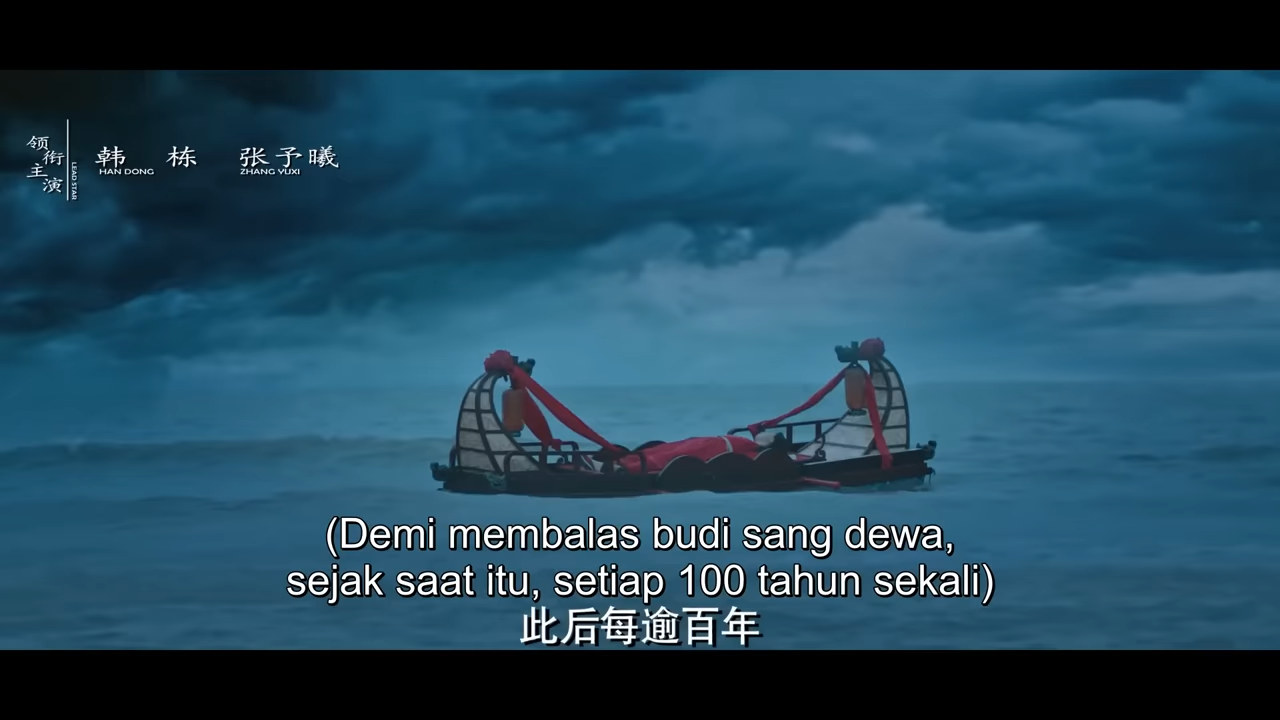 领衔主演
LEAD STAR
韩 栋 张予曦
HAN DONG ZHANG YUXI
(Demi membalas budi sang dewa,
sejak saat itu, setiap 100 tahun sekali)
此后每逾百年